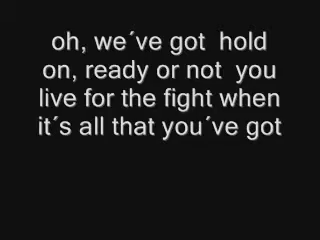 oh, we´ve got  hold
on, ready or not  you
live for the fight when
it´s all that you´ve got